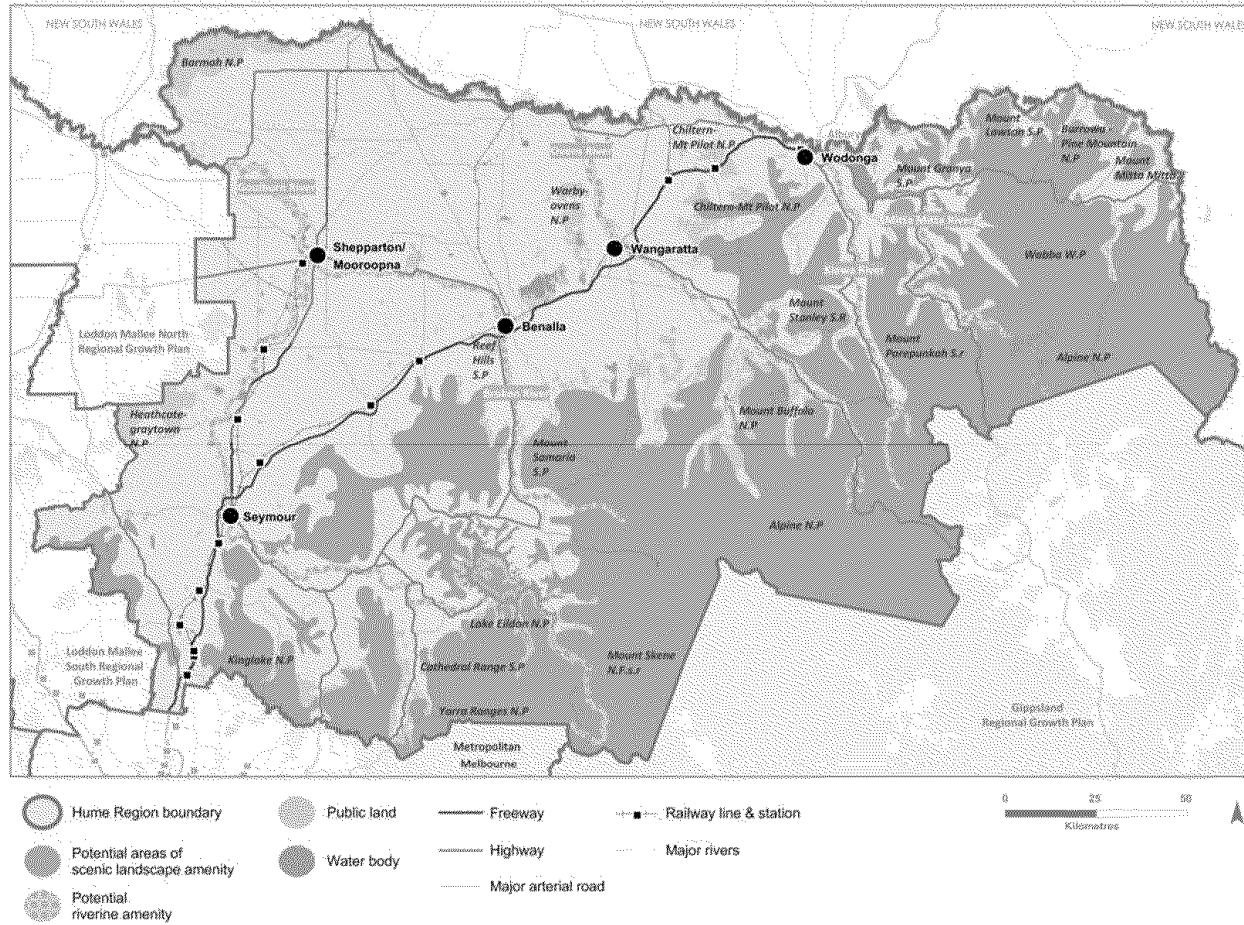 NEW SOUTH WALES
NEW SOUTH WALES
NEW SOUTH WALES
Barmah N.P
Chiltern-
Mt Pilot N.P
Albury
Wodonga
Mount
Lawson S.P
Burrowa -
Pine Mountain
N.P
Mount
Mitta Mitta
Mount Granya
S.P
Warby-
ovens
N.P
Chiltern-Mt Pilot N.P
Shepparton/
Mooroopna
Wangaratta
Kiewa River
Wabba W.P
Mount
Stanley S.R
Loddon Mallee North
Regional Growth Plan
Benalla
Reef
Hills
S.P
Mount
Porepunkah S.r
Alpine N.P
Broken River
Heathcote-
graytown
N.P
Mount Buffalo
N.P
Mount
Samaria
S.P
Seymour
Alpine N.P
Lake Eildon N.P
Loddon Mallee
South Regional
Growth Plan
Kinglake N.P
Cathedral Range S.P
Mount Skene
N.F.s.r
Yarra Ranges N.P
Gippsland
Regional Growth Plan
Metropolitan
Melbourne
Hume Region boundary
Public land
Freeway
Railway line & station
0 25 50
Kilometres
Potential areas of
scenic landscape amenity
Water body
Highway
Major rivers
Major arterial road
Potential
riverine amenity